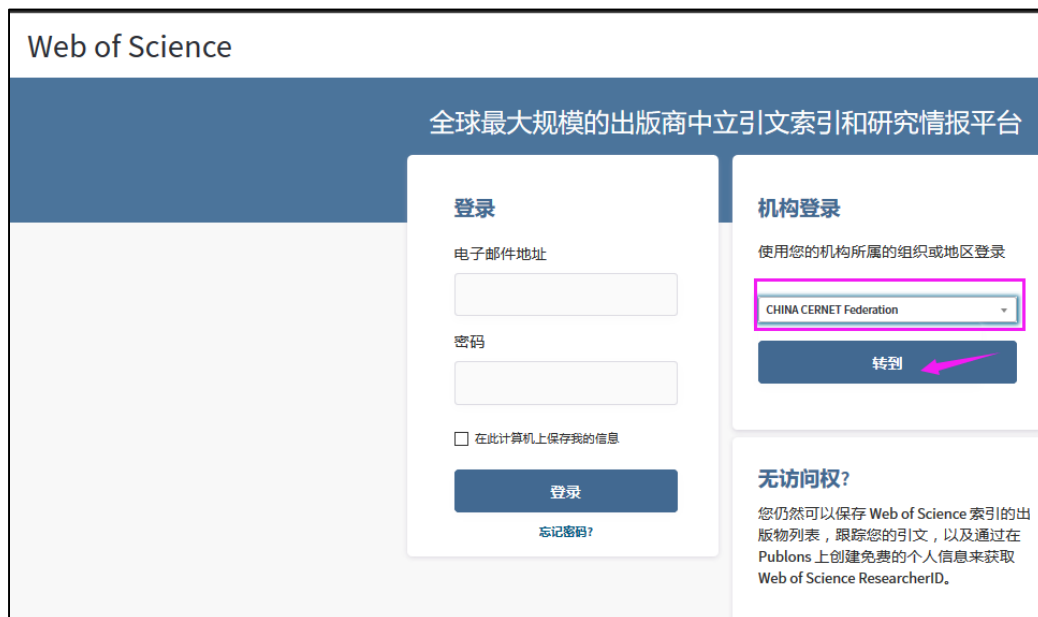 Web of Science
全球最大规模的出版商中立引文索引和研究情报平台
登录
电子邮件地址
密码
在此计算机上保存我的信息
登录
忘记密码?
机构登录
使用您的机构所属的组织或地区登录
CHINA CERNET Federation
转到
无访问权?
您仍然可以保存 Web of Science 索引的出
版物列表，跟踪您的引文，以及通过在
Publons 上创建免费的个人信息来获取
Web of Science ResearcherID。